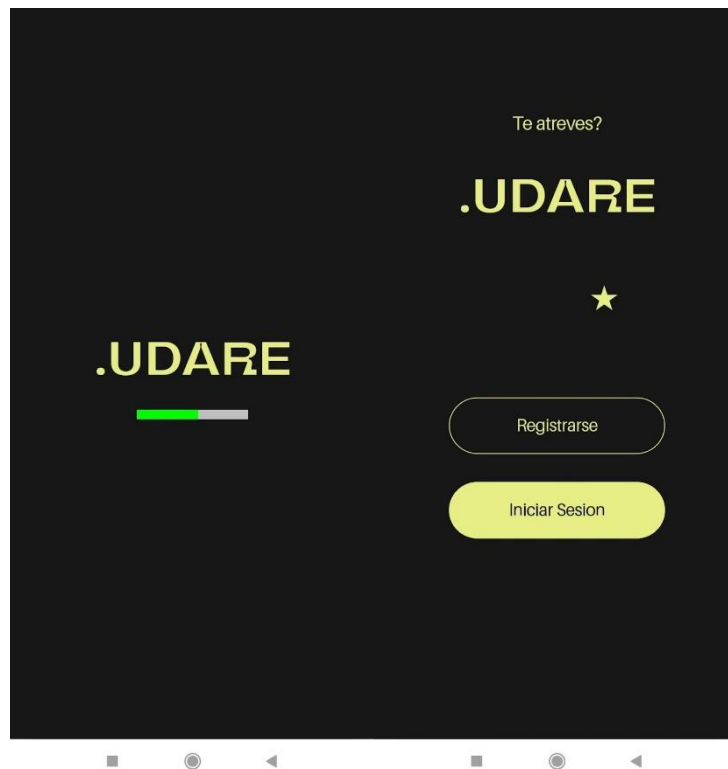 .UDARE
Te atreves?
.UDARE
Registrarse
Iniciar Sesion